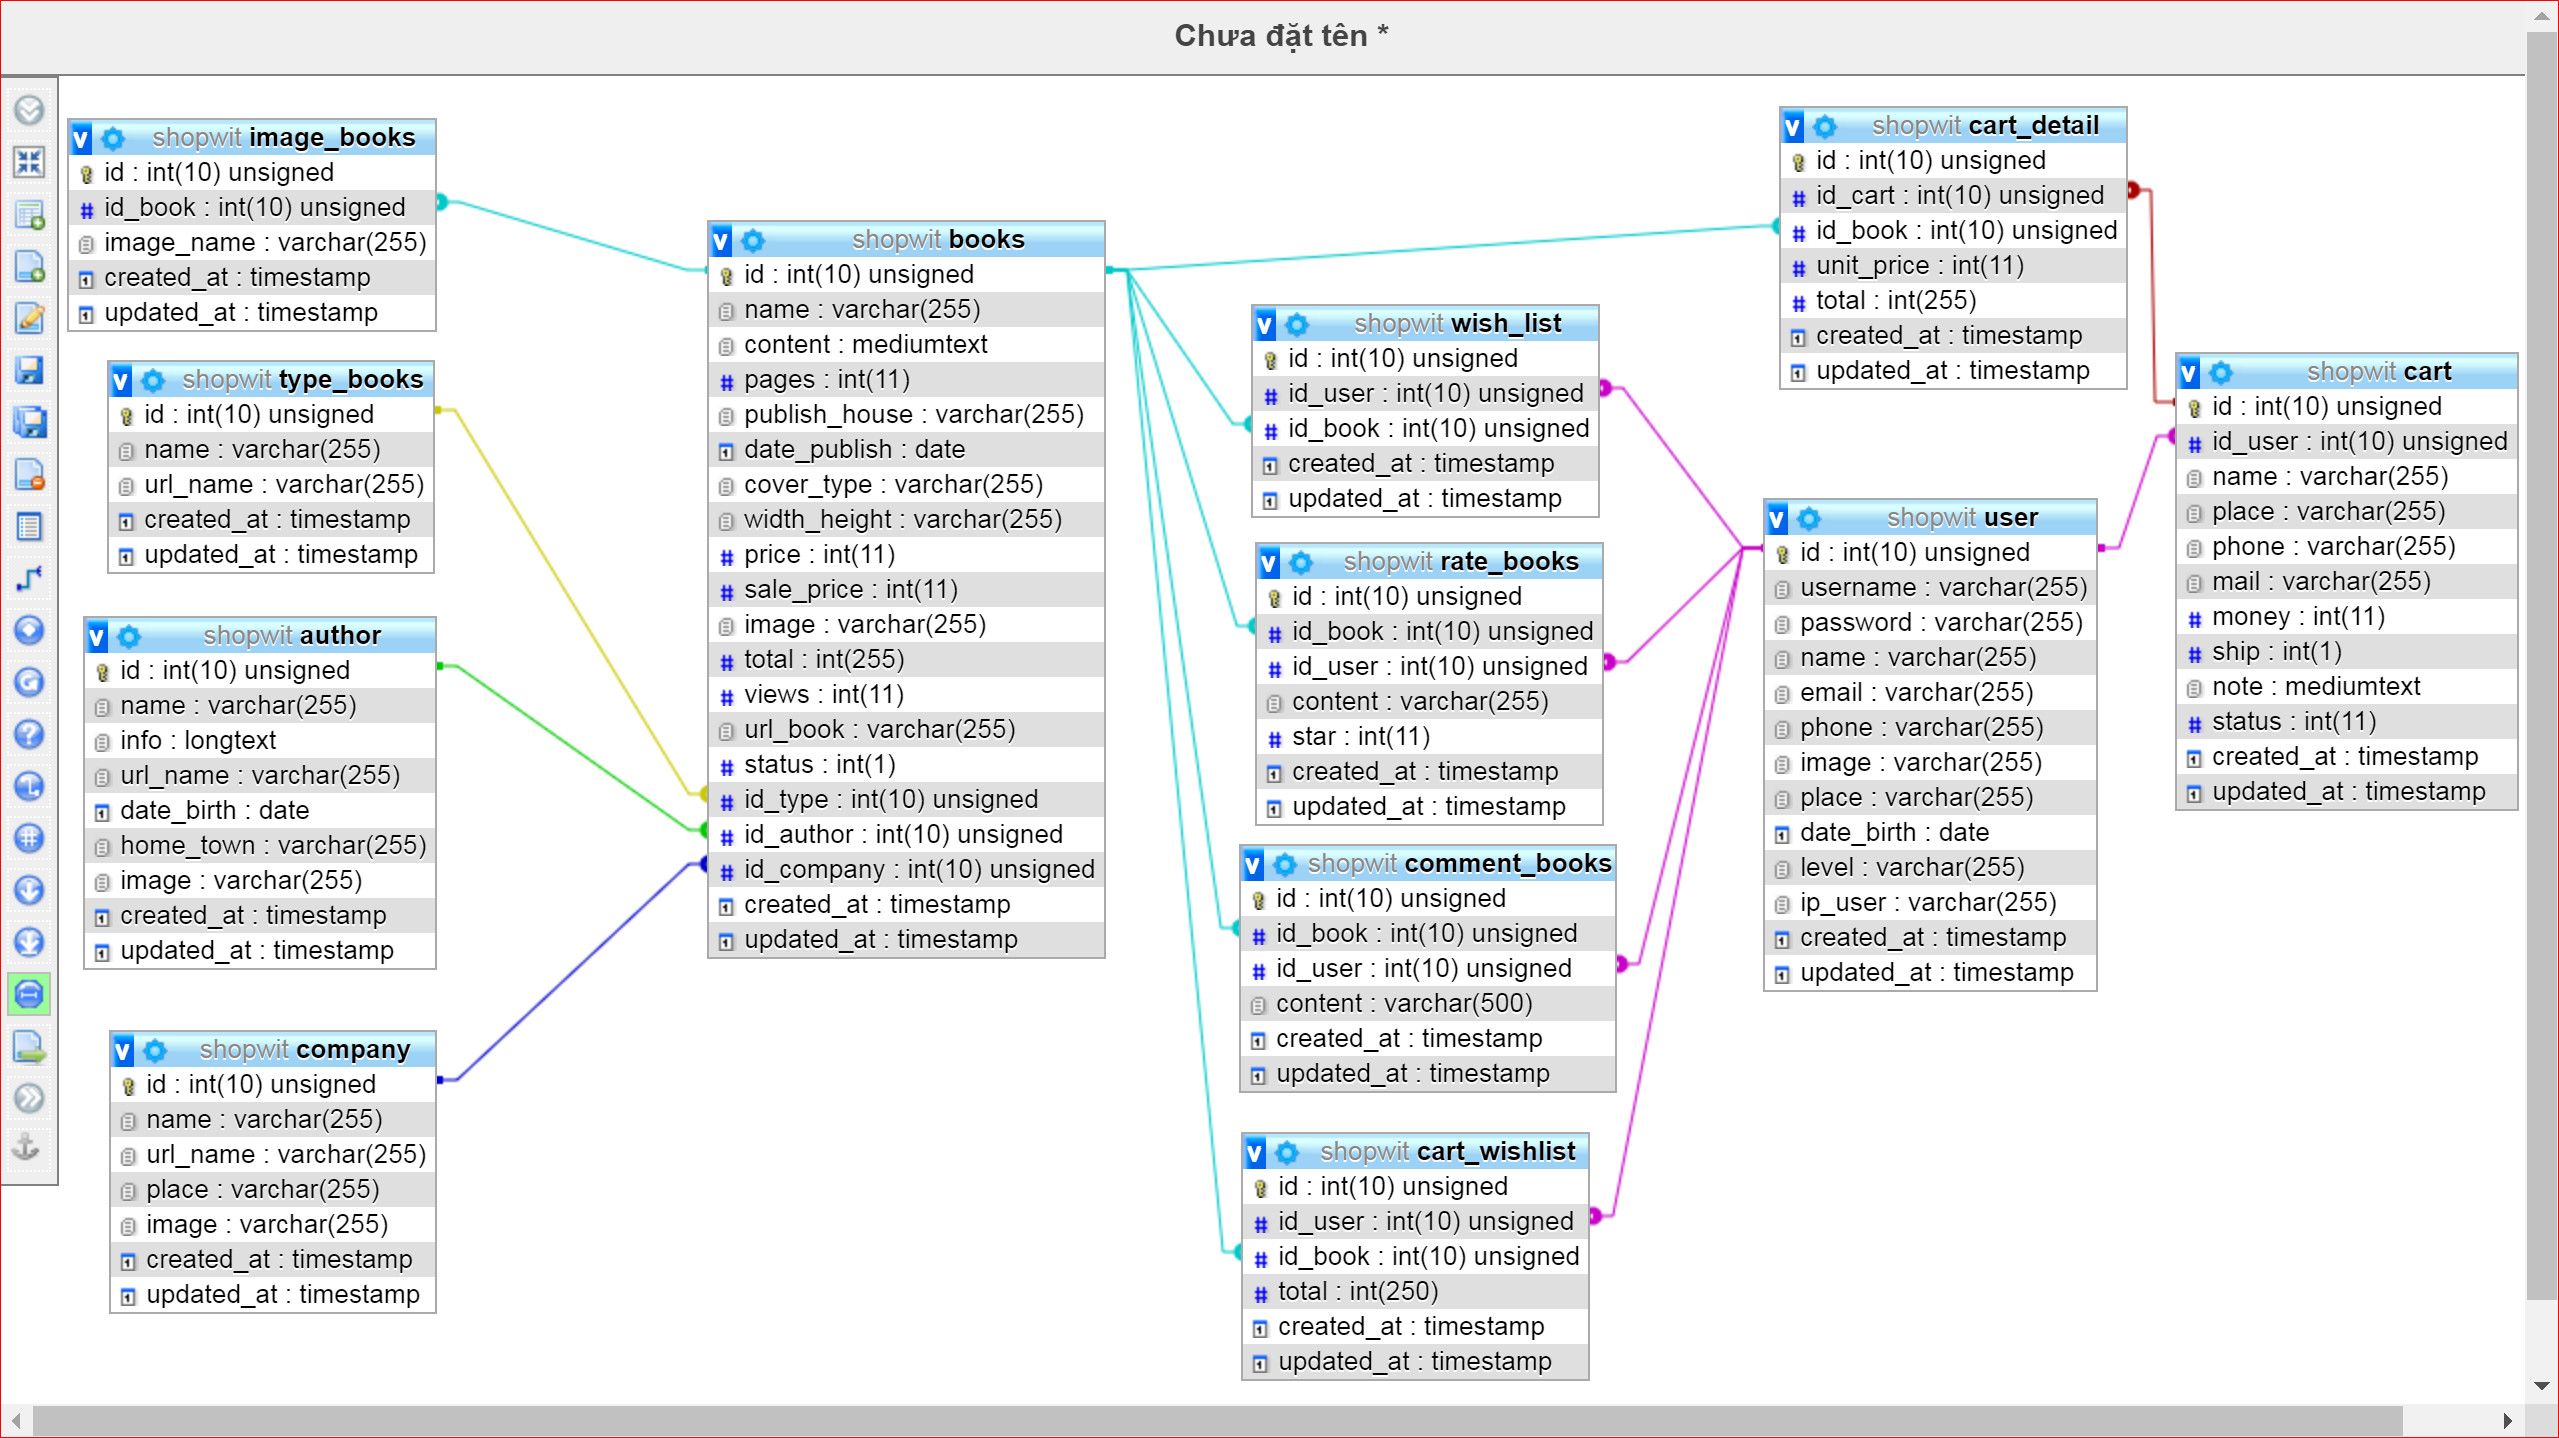 Chưa đặt tên *
shopwit image_books
id : int(10) unsigned
id_book : int(10) unsigned
image_name : varchar(255)
created_at : timestamp
updated_at : timestamp
shopwit type_books
id : int(10) unsigned
name : varchar(255)
url_name : varchar(255)
created_at : timestamp
updated_at : timestamp
shopwit author
id : int(10) unsigned
name : varchar(255)
info : longtext
url_name : varchar(255)
date_birth : date
home_town : varchar(255)
image : varchar(255)
created_at : timestamp
updated_at : timestamp
shopwit company
id : int(10) unsigned
name : varchar(255)
url_name : varchar(255)
place : varchar(255)
image : varchar(255)
created_at : timestamp
updated_at : timestamp
shopwit books
id : int(10) unsigned
name : varchar(255)
content : mediumtext
pages : int(11)
publish_house : varchar(255)
date_publish : date
cover_type : varchar(255)
width_height : varchar(255)
price : int(11)
sale_price : int(11)
image : varchar(255)
total : int(255)
views : int(11)
url_book : varchar(255)
status : int(1)
id_type : int(10) unsigned
id_author : int(10) unsigned
id_company : int(10) unsigned
created_at : timestamp
updated_at : timestamp
shopwit wish_list
id : int(10) unsigned
id_user : int(10) unsigned
id_book : int(10) unsigned
created_at : timestamp
updated_at : timestamp
shopwit rate_books
id : int(10) unsigned
id_book : int(10) unsigned
id_user : int(10) unsigned
content : varchar(255)
star : int(11)
created_at : timestamp
updated_at : timestamp
shopwit comment_books
id : int(10) unsigned
id_book : int(10) unsigned
id_user : int(10) unsigned
content : varchar(500)
created_at : timestamp
updated_at : timestamp
shopwit cart_wishlist
id : int(10) unsigned
id_user : int(10) unsigned
id_book : int(10) unsigned
total : int(250)
created_at : timestamp
updated_at : timestamp
shopwit cart_detail
id : int(10) unsigned
id_cart : int(10) unsigned
id_book : int(10) unsigned
unit_price : int(11)
total : int(255)
created_at : timestamp
updated_at : timestamp
shopwit user
id : int(10) unsigned
username : varchar(255)
password : varchar(255)
name : varchar(255)
email : varchar(255)
phone : varchar(255)
image : varchar(255)
place : varchar(255)
date_birth : date
level : varchar(255)
ip_user : varchar(255)
created_at : timestamp
updated_at : timestamp
shopwit cart
id : int(10) unsigned
id_user : int(10) unsigned
name : varchar(255)
place : varchar(255)
phone : varchar(255)
mail : varchar(255)
money : int(11)
ship : int(1)
note : mediumtext
status : int(11)
created_at : timestamp
updated_at : timestamp